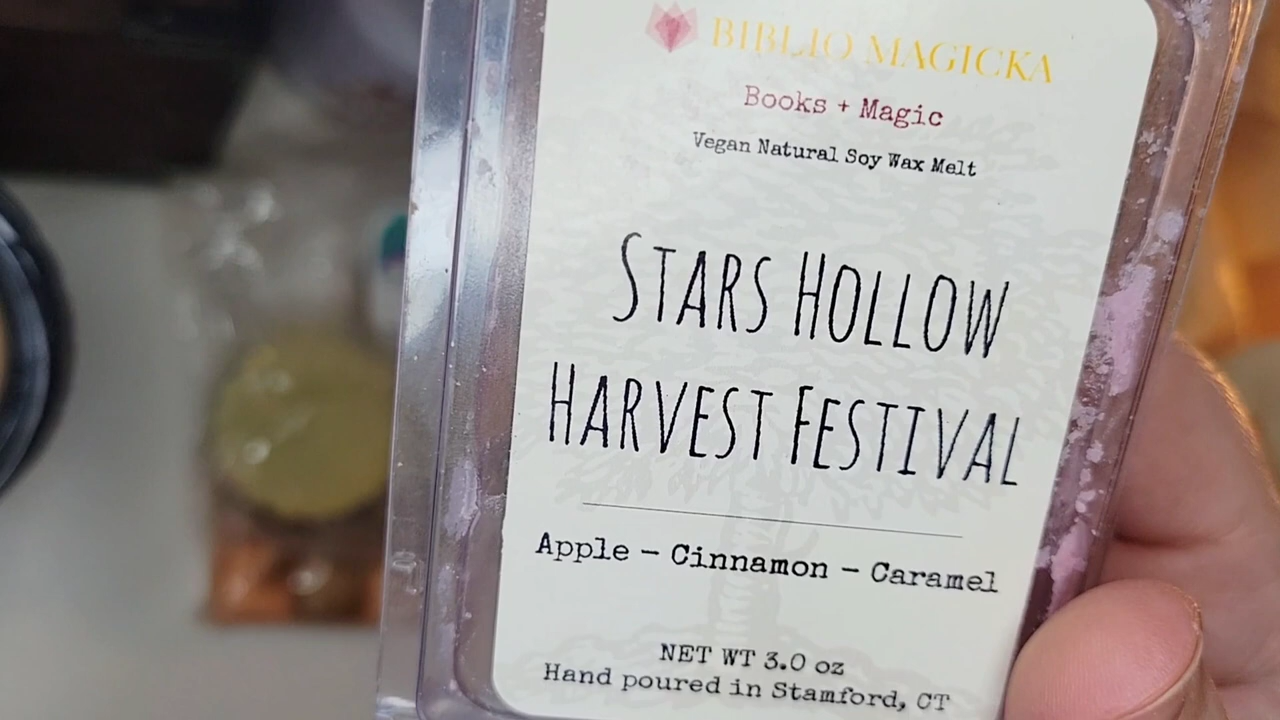 BIBLIO MAGICKA
Books + Magic
Vegan Natural Soy Wax Melt
STARS HOLLOW
HARVEST FESTIVAL
Apple - Cinnamon - Caramel
NET WT 3.0 oz
Hand poured in Stamford, CT